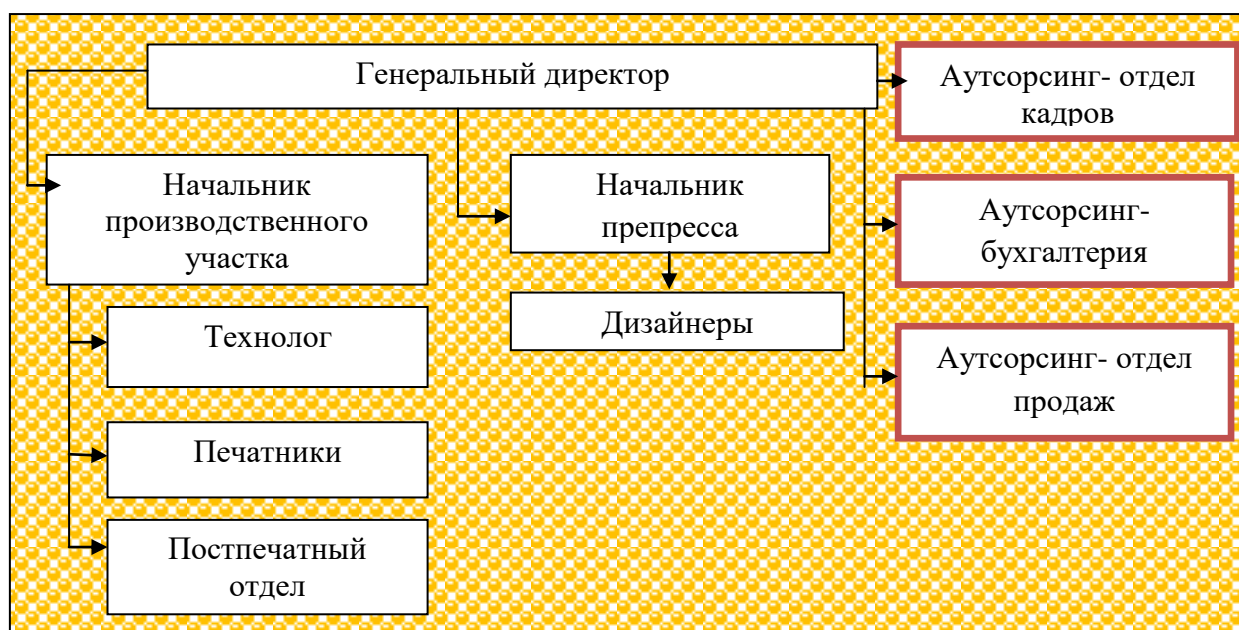 Генеральный директор
Аутсорсинг- отдел
кадров
Начальник
производственного
участка
Начальник
препресса
Аутсорсинг-
бухгалтерия
Технолог
Дизайнеры
Аутсорсинг- отдел
продаж
Печатники
Постпечатный
отдел